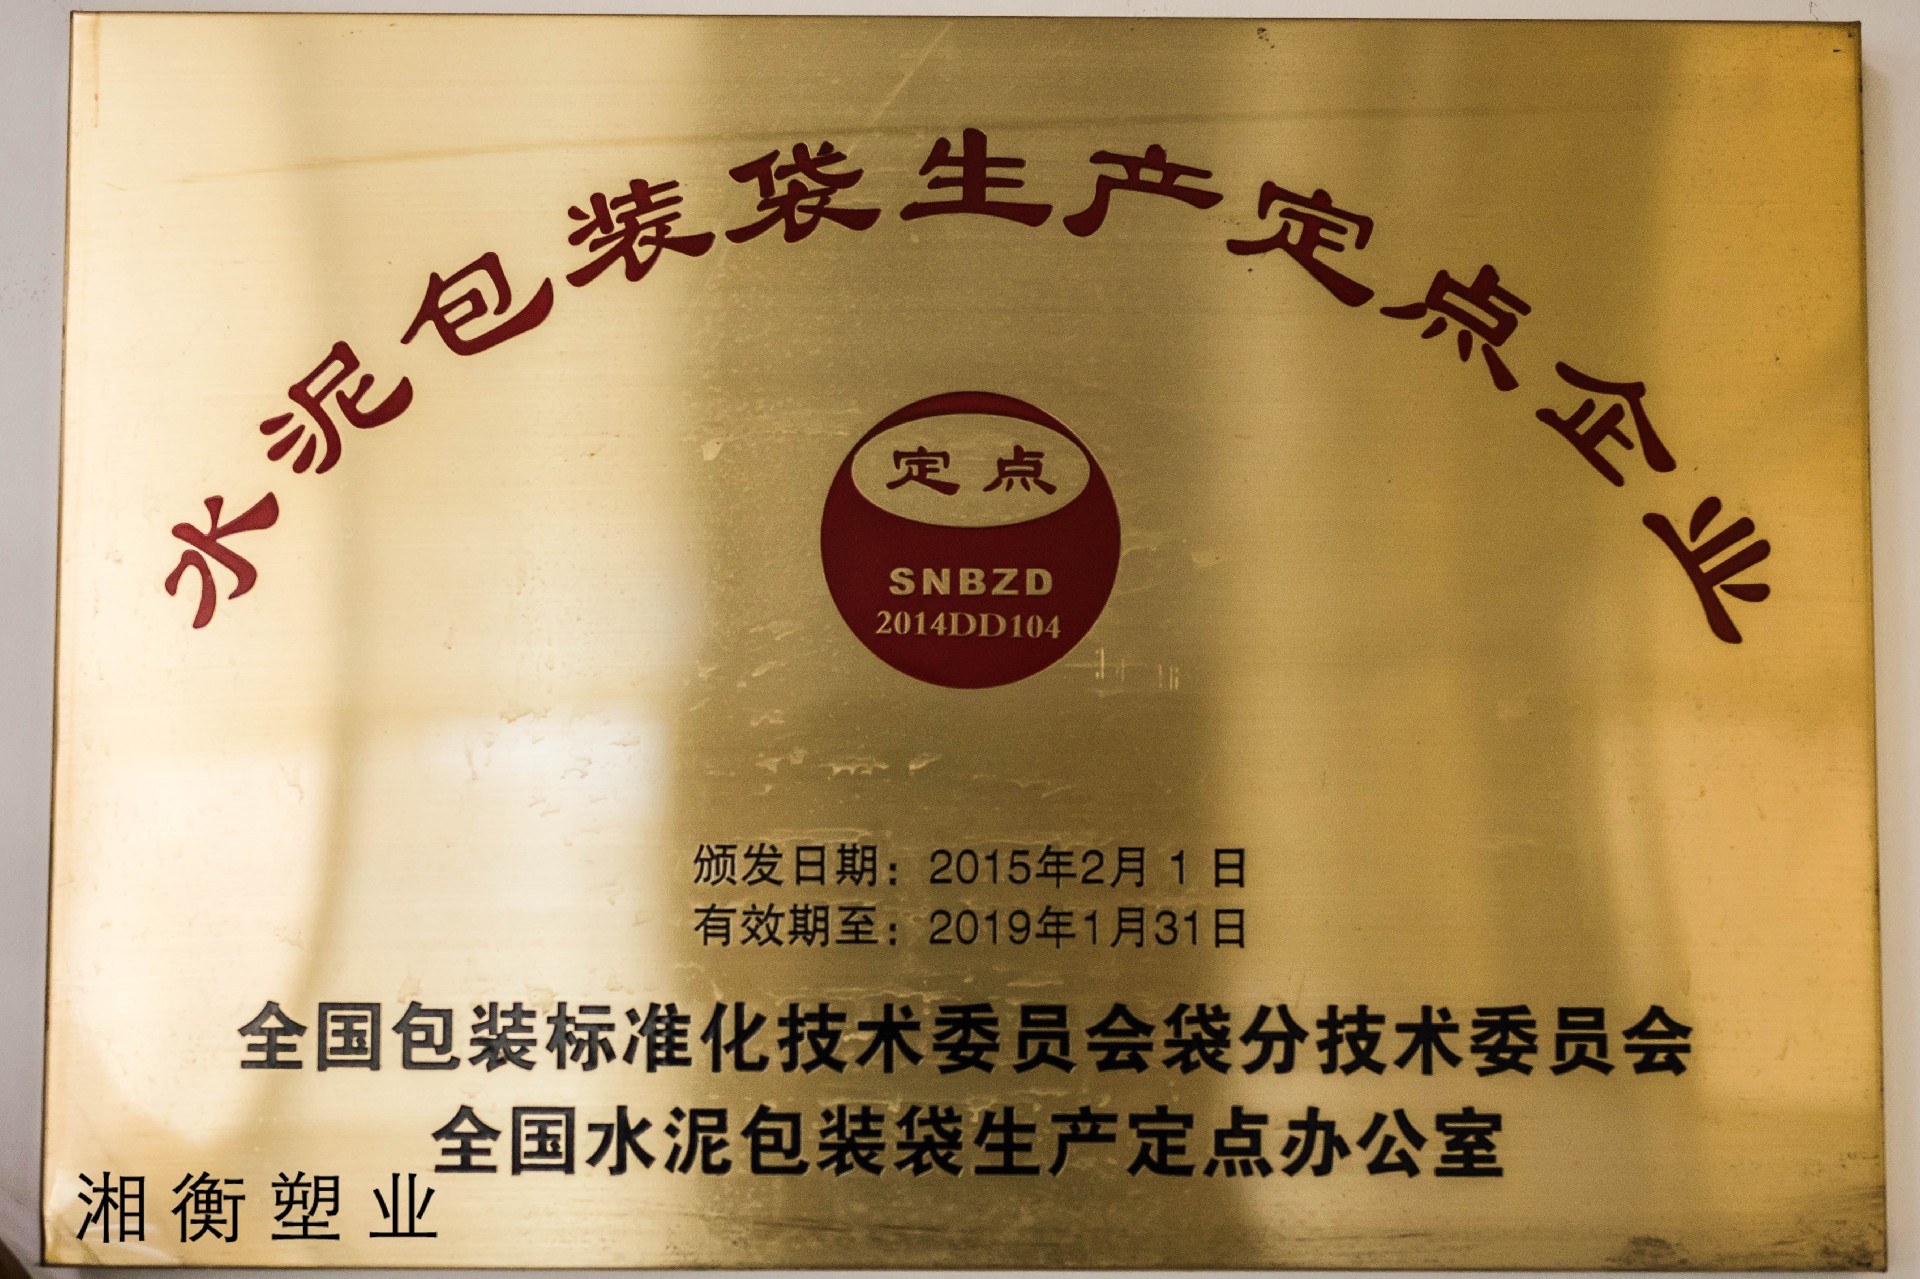 水泥包装袋生产定点企业
定点
SNBZD
2014DD104
颁发日期：2015年2月1日
有效期至：2019年1月31日
全国包装标准化技术委员会袋分技术委员会
全国水泥包装袋生产定点办公室
湘衡塑业